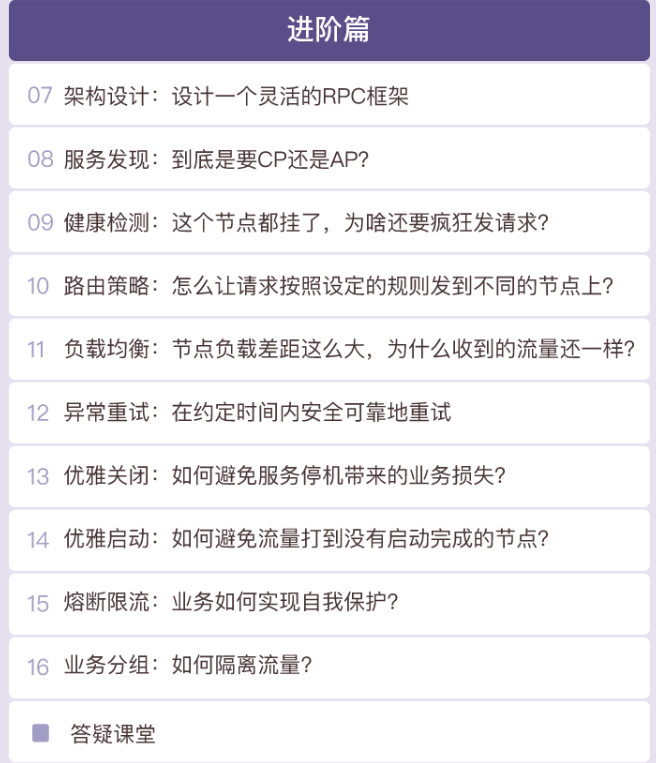 进阶篇
07 架构设计：设计一个灵活的RPC框架
08 服务发现：到底是要CP还是AP？
09 健康检测：这个节点都挂了，为啥还要疯狂发请求？
10 路由策略：怎么让请求按照设定的规则发到不同的节点上？
11 负载均衡：节点负载差距这么大，为什么收到的流量还一样？
12 异常重试：在约定时间内安全可靠地重试
13 优雅关闭：如何避免服务停机带来的业务损失？
14 优雅启动：如何避免流量打到没有启动完成的节点？
15 熔断限流：业务如何实现自我保护？
16 业务分组：如何隔离流量？
答疑课堂